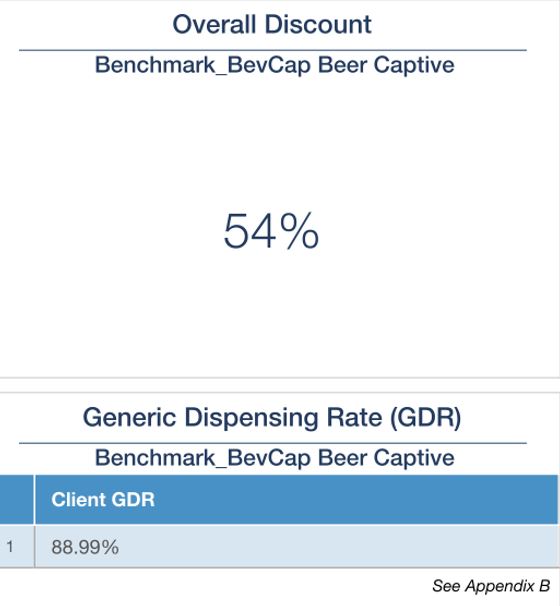 Overall Discount
Benchmark_BevCap Beer Captive
54%
Generic Dispensing Rate (GDR)
Benchmark_BevCap Beer Captive
Client GDR
1 88.99%
See Appendix B